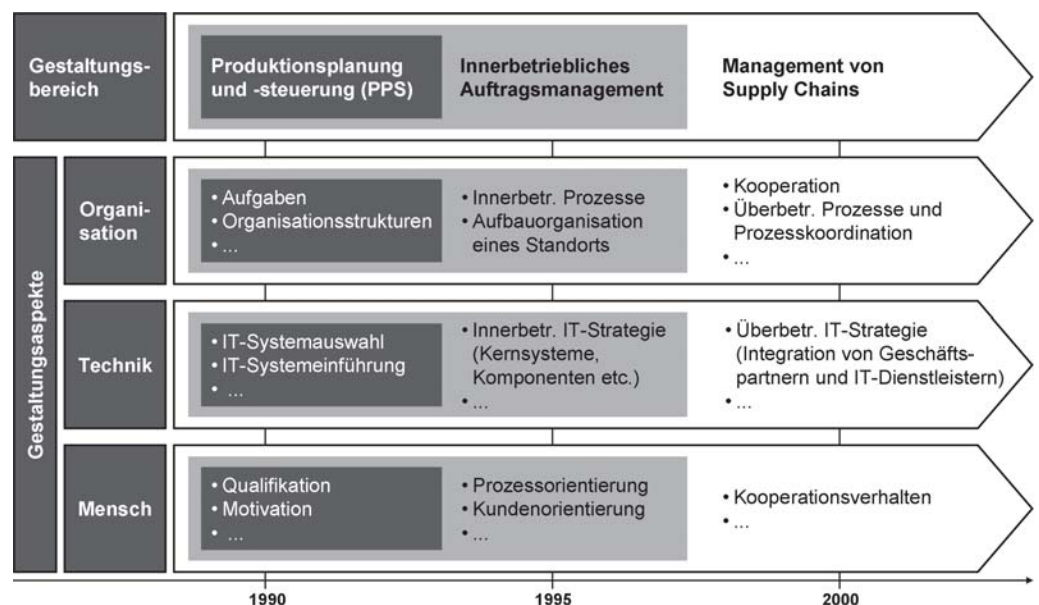 Gestaltungs-
bereich
Produktionsplanung
und -steuerung (PPS)
Innerbetriebliches
Auftragsmanagement
Management von
Supply Chains
Gestaltungsaspekte
Organi-
sation
• Aufgaben
• Organisationsstrukturen
• ...
• Innerbetr. Prozesse
• Aufbauorganisation
eines Standorts
• Kooperation
• Überbetr. Prozesse und
Prozesskoordination
• ...
Technik
• IT-Systemauswahl
• IT-Systemeinführung
• ...
• Innerbetr. IT-Strategie
(Kernsysteme,
Komponenten etc.)
• ...
• Überbetr. IT-Strategie
(Integration von Geschäfts-
partnern und IT-Dienstleistern)
• ...
Mensch
• Qualifikation
• Motivation
• ...
• Prozessorientierung
• Kundenorientierung
• ...
• Kooperationsverhalten
• ...
1990
1995
2000